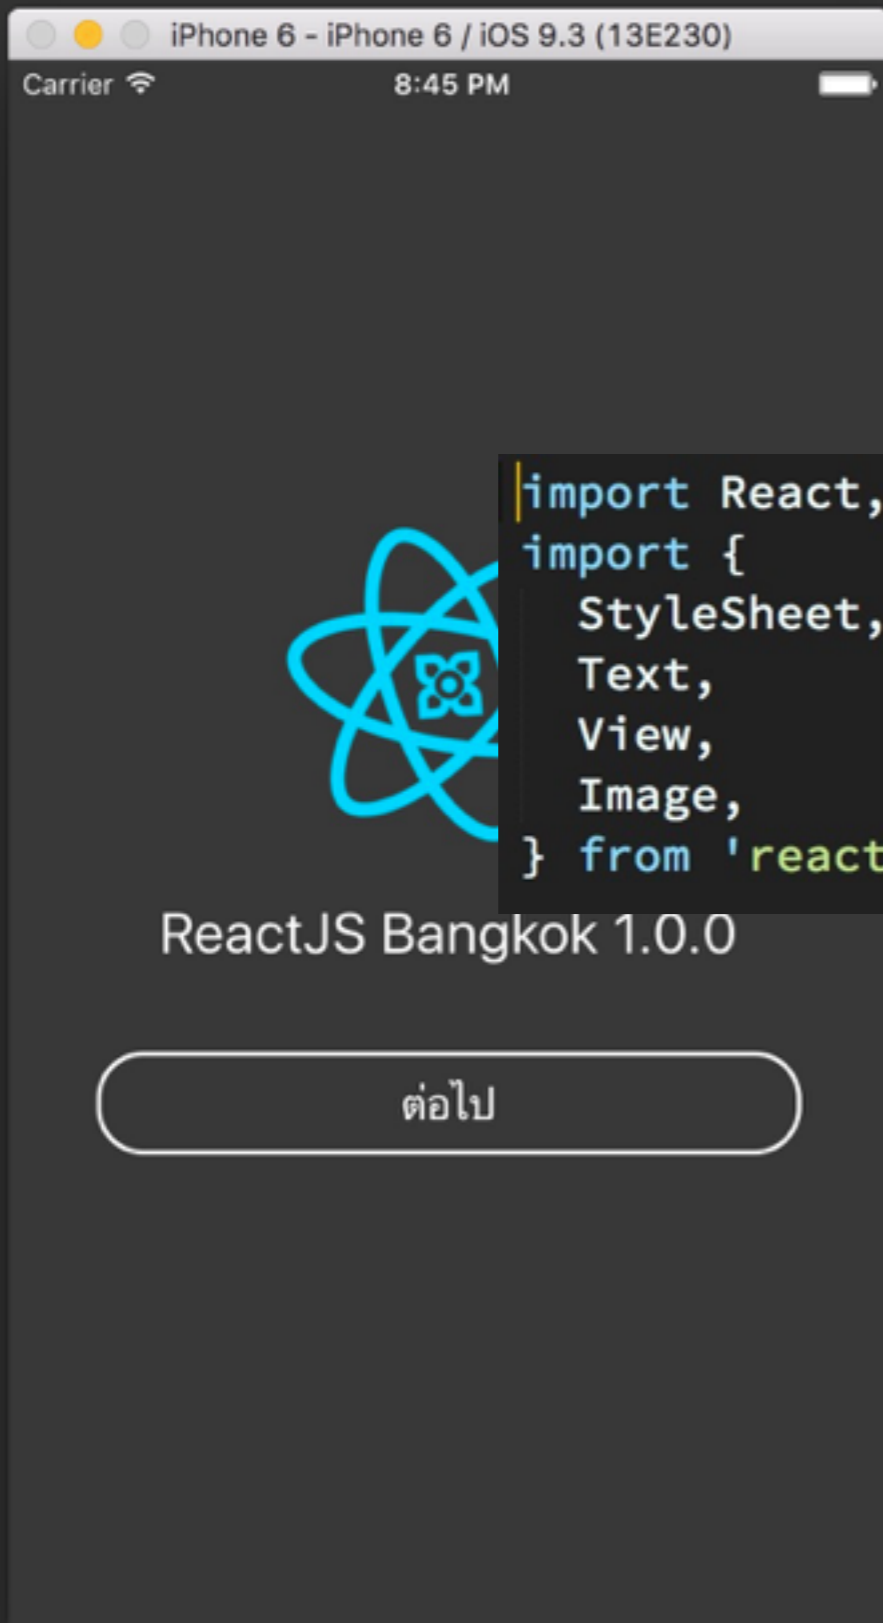 iPhone 6 - iPhone 6 / iOS 9.3 (13E230)
Carrier 8:45 PM
import React,
import {
StyleSheet,
Text,
View,
Image,
} from 'react
ReactJS Bangkok 1.0.0
ต่อไป